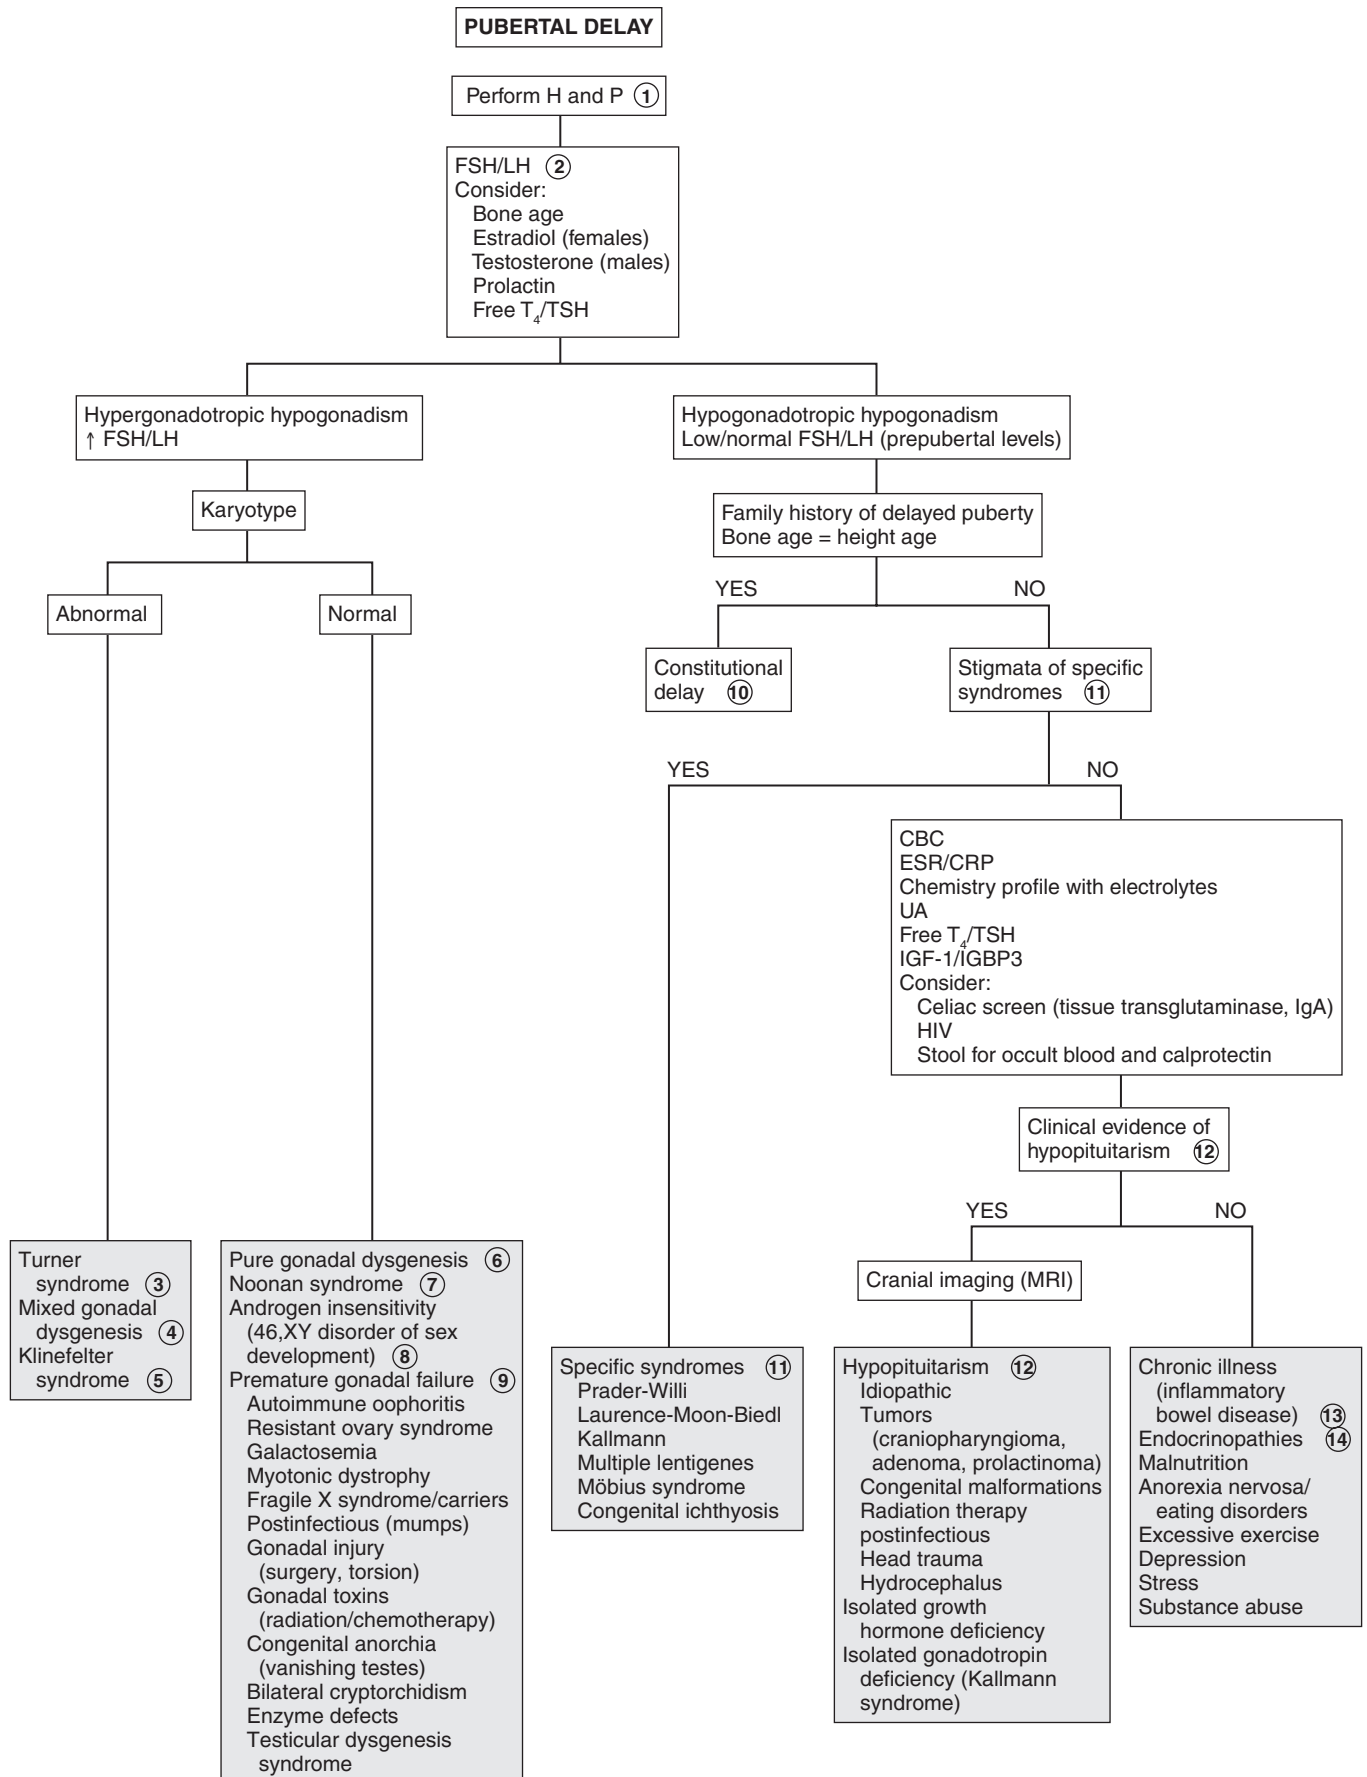 PUBERTAL DELAY
Perform H and P 1
FSH/LH 2
Consider:
Bone age
Estradiol (females)
Testosterone (males)
Prolactin
Free T4/TSH
Hypergonadotropic hypogonadism
↑ FSH/LH
Hypogonadotropic hypogonadism
Low/normal FSH/LH (prepubertal levels)
Karyotype
Family history of delayed puberty
Bone age = height age
Abnormal
Normal
YES
NO
Constitutional
delay 10
Stigmata of specific
syndromes 11
YES
NO
CBC
ESR/CRP
Chemistry profile with electrolytes
UA
Free T4/TSH
IGF-1/IGBP3
Consider:
Celiac screen (tissue transglutaminase, IgA)
HIV
Stool for occult blood and calprotectin
Clinical evidence of
hypopituitarism 12
YES
NO
Cranial imaging (MRI)
Turner
syndrome 3
Mixed gonadal
dysgenesis 4
Klinefelter
syndrome 5
Pure gonadal dysgenesis 6
Noonan syndrome 7
Androgen insensitivity
(46,XY disorder of sex
development) 8
Premature gonadal failure 9
Autoimmune oophoritis
Resistant ovary syndrome
Galactosemia
Myotonic dystrophy
Fragile X syndrome/carriers
Postinfectious (mumps)
Gonadal injury
(surgery, torsion)
Gonadal toxins
(radiation/chemotherapy)
Congenital anorchia
(vanishing testes)
Bilateral cryptorchidism
Enzyme defects
Testicular dysgenesis
syndrome
Specific syndromes 11
Prader-Willi
Laurence-Moon-Biedl
Kallmann
Multiple lentigenes
Möbius syndrome
Congenital ichthyosis
Hypopituitarism 12
Idiopathic
Tumors
(craniopharyngioma,
adenoma, prolactinoma)
Congenital malformations
Radiation therapy
postinfectious
Head trauma
Hydrocephalus
Isolated growth
hormone deficiency
Isolated gonadotropin
deficiency (Kallmann
syndrome)
Chronic illness
(inflammatory
bowel disease) 13
Endocrinopathies 14
Malnutrition
Anorexia nervosa/
eating disorders
Excessive exercise
Depression
Stress
Substance abuse